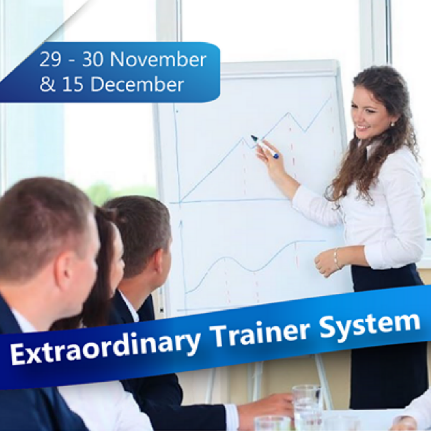 29 - 30 November
& 15 December
Extraordinary Trainer System